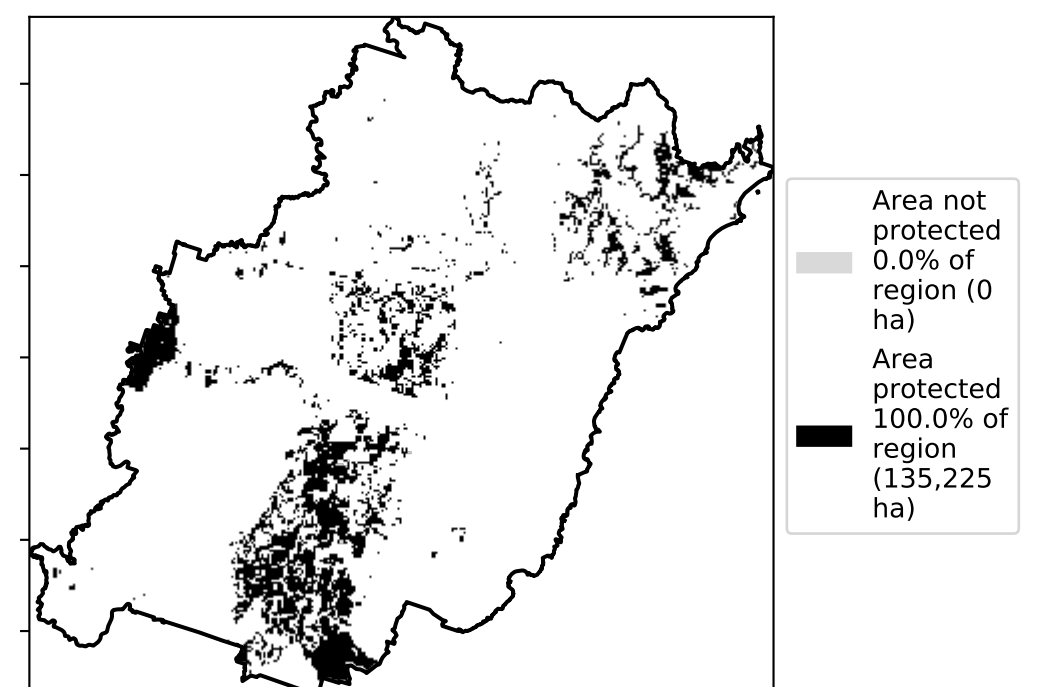 Area not
protected
0.0% of
region (0
ha)
Area
protected
100.0% of
region
(135,225
ha)